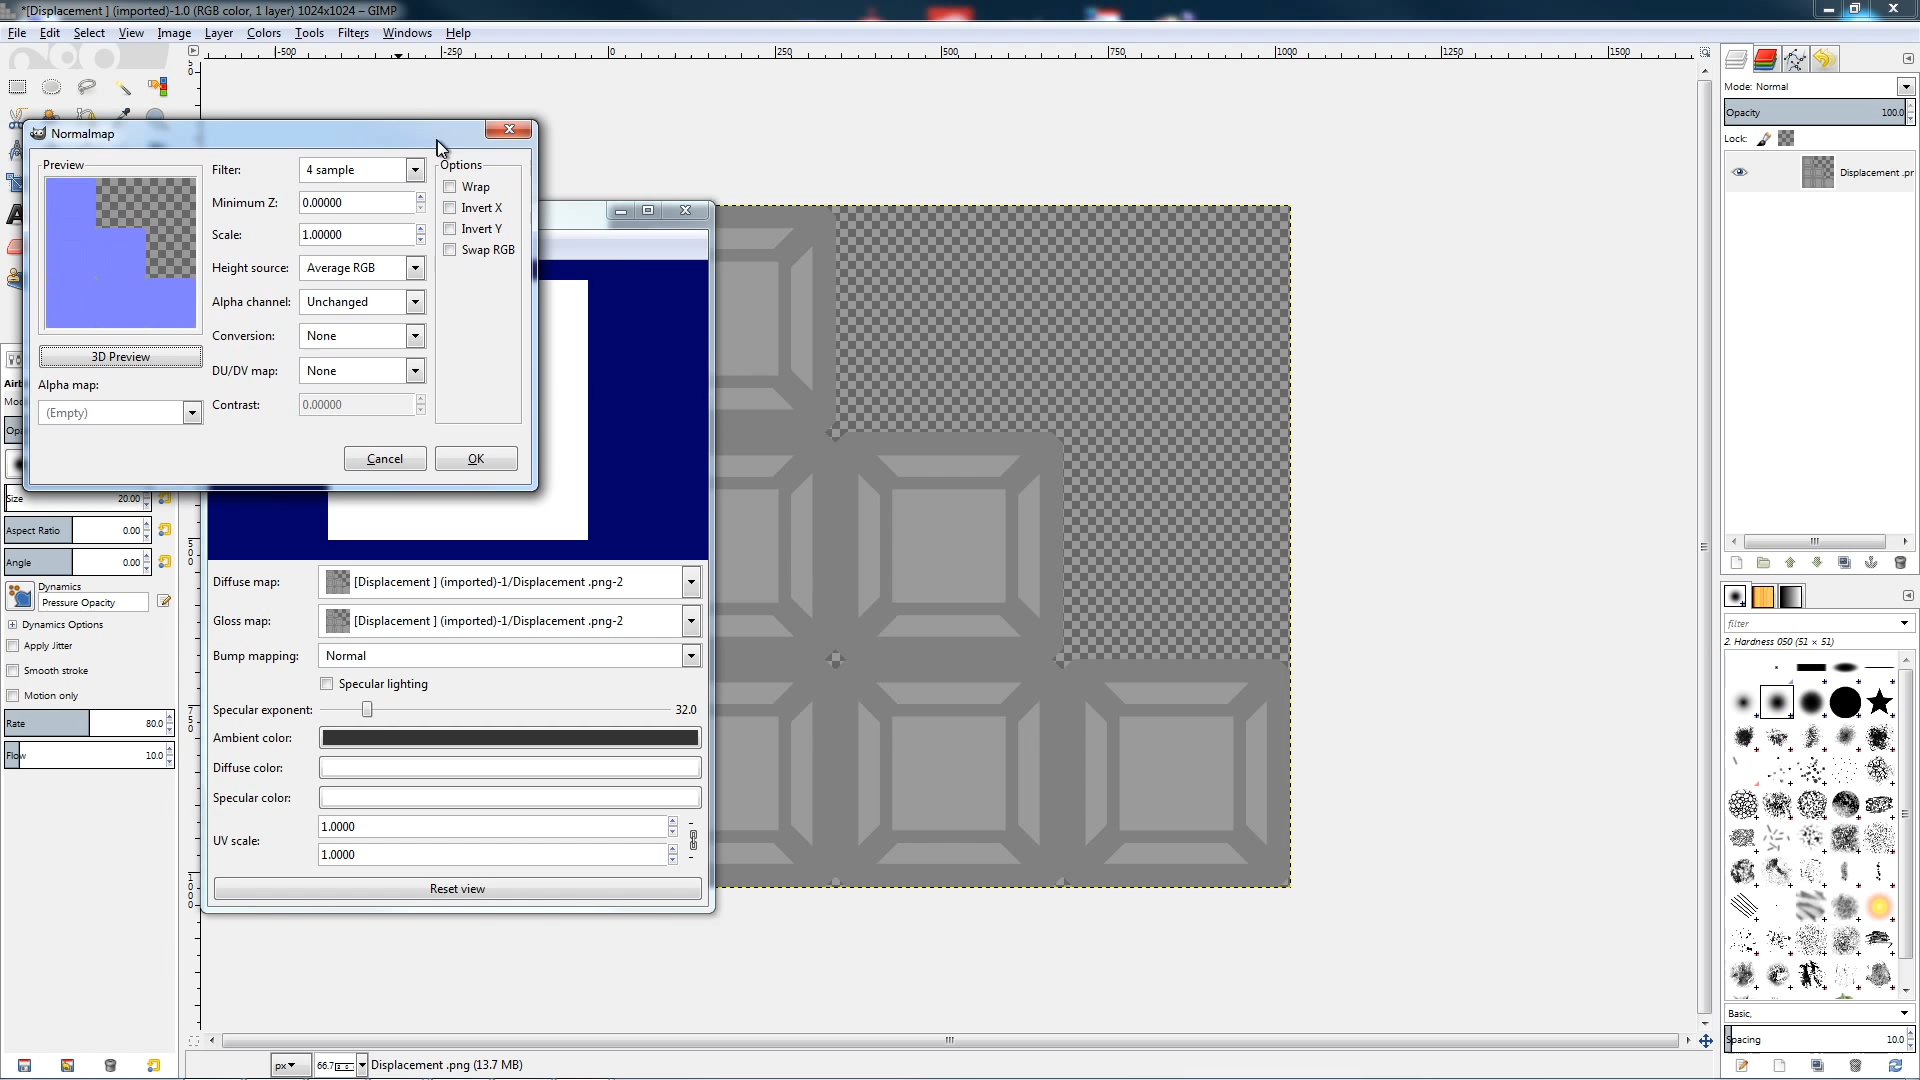 *[Displacement ] (imported)-1.0 (RGB color, 1 layer) 1024x1024 – GIMP
File Edit Select View Image Layer Colors Tools Filters Windows Help
-500 -250 0 250 500 750 1000 1250 1500
Mode: Normal
Opacity 100.0
Lock:
Displacement .pr
Normalmap
Preview
Filter: 4 sample
Options
Minimum Z: 0.00000
Wrap
Scale: 1.00000
Invert X
Height source: Average RGB
Invert Y
Alpha channel: Unchanged
Swap RGB
Conversion: None
3D Preview
DU/DV map: None
Alpha map:
Contrast: 0.00000
(Empty)
Cancel OK
Size 20.00
Aspect Ratio 0.00
Angle 0.00
Dynamics
Pressure Opacity
Dynamics Options
Apply Jitter
Smooth stroke
Motion only
Rate 80.0
Flow 10.0
Diffuse map: [Displacement ] (imported)-1/Displacement .png-2
Gloss map: [Displacement ] (imported)-1/Displacement .png-2
Bump mapping: Normal
Specular lighting
Specular exponent: 32.0
Ambient color:
Diffuse color:
Specular color:
UV scale: 1.0000
1.0000
Reset view
filter
2. Hardness 050 (51 × 51)
Basic,
Spacing 10.0
px 66.7 Displacement .png (13.7 MB)